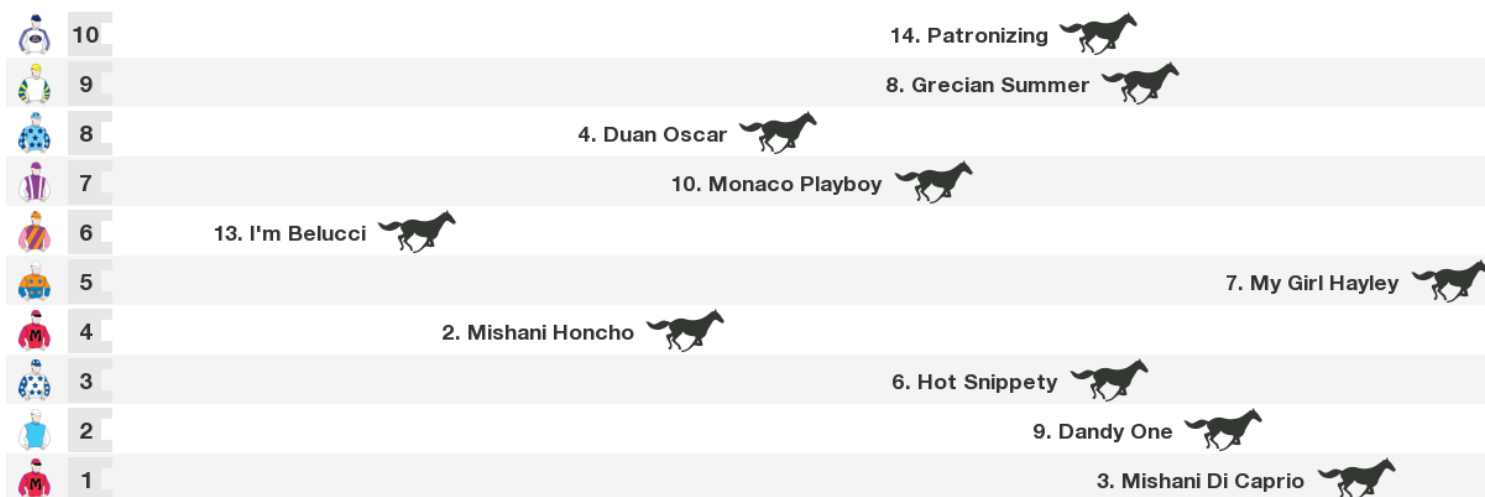 10 14. Patronizing
9 8. Grecian Summer
8 4. Duan Oscar
7 10. Monaco Playboy
6 13. I'm Belucci
5 7. My Girl Hayley
4 M 2. Mishani Honcho
3 6. Hot Snippety
2 9. Dandy One
1 M 3. Mishani Di Caprio